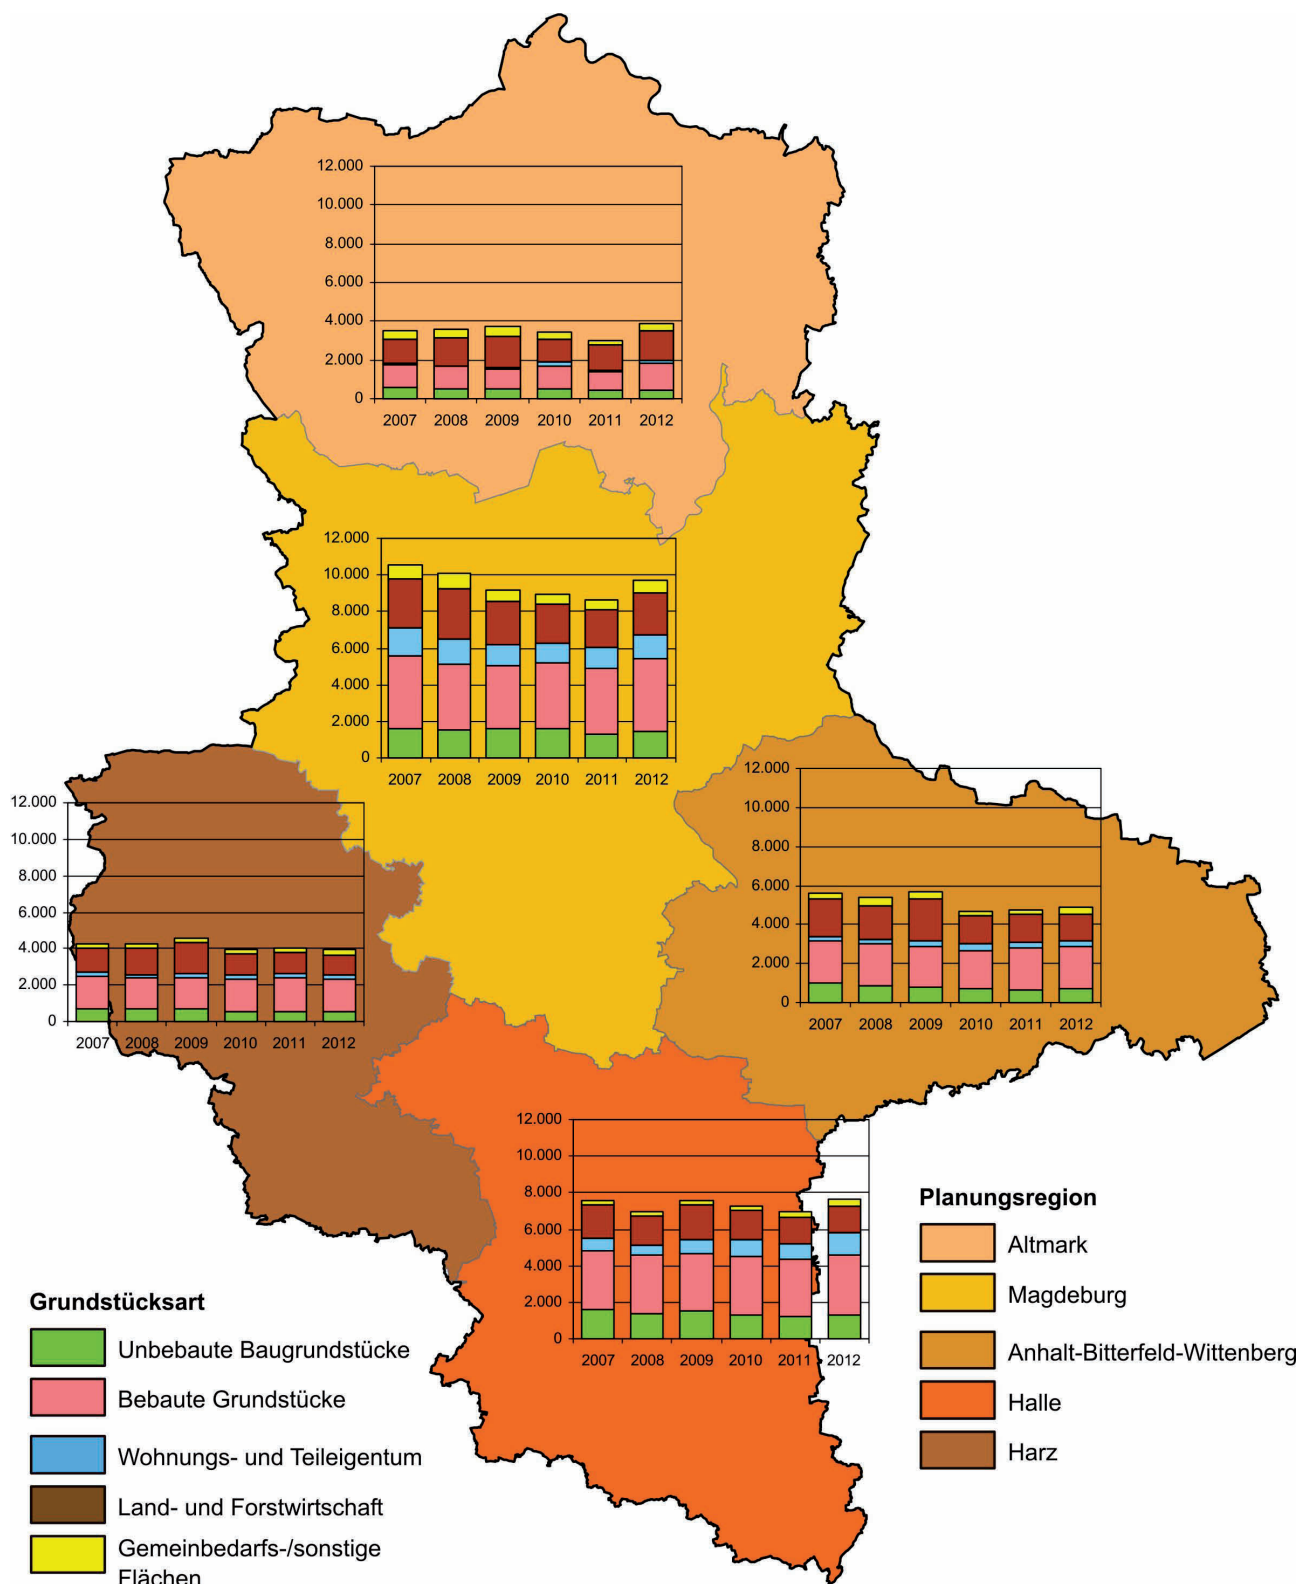 12.000
10.000
8.000
6.000
4.000
2.000
0
2007 2008 2009 2010 2011 2012
12.000
10.000
8.000
6.000
4.000
2.000
0
2007 2008 2009 2010 2011 2012
12.000
10.000
8.000
6.000
4.000
2.000
0
2007 2008 2009 2010 2011 2012
12.000
10.000
8.000
6.000
4.000
2.000
0
2007 2008 2009 2010 2011 2012
12.000
10.000
8.000
6.000
4.000
2.000
0
2007 2008 2009 2010 2011 2012
Grundstücksart
Unbebaute Baugrundstücke
Bebaute Grundstücke
Wohnungs- und Teileigentum
Land- und Forstwirtschaft
Gemeinbedarfs-/sonstige
Flächen
Planungsregion
Altmark
Magdeburg
Anhalt-Bitterfeld-Wittenberg
Halle
Harz